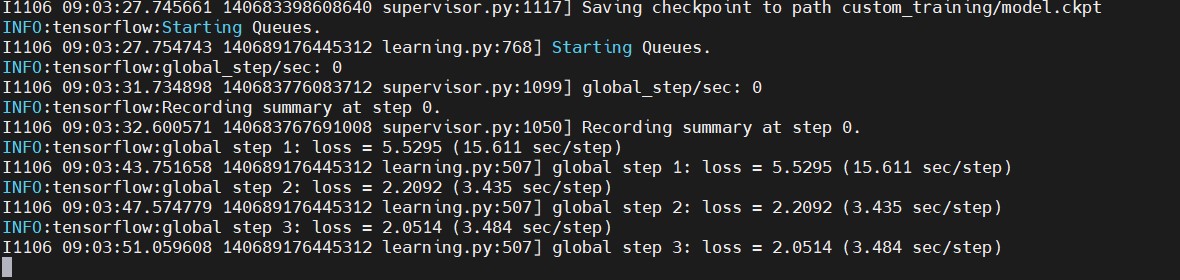 I1106 09:03:27.745661 140683398608640 supervisor.py:1117] Saving checkpoint to path custom_training/model.ckpt
INFO:tensorflow:Starting Queues.
I1106 09:03:27.754743 140689176445312 learning.py:768] Starting Queues.
INFO:tensorflow:global_step/sec: 0
I1106 09:03:31.734898 140683776083712 supervisor.py:1099] global_step/sec: 0
INFO:tensorflow:Recording summary at step 0.
I1106 09:03:32.600571 140683767691008 supervisor.py:1050] Recording summary at step 0.
INFO:tensorflow:global step 1: loss = 5.5295 (15.611 sec/step)
I1106 09:03:43.751658 140689176445312 learning.py:507] global step 1: loss = 5.5295 (15.611 sec/step)
INFO:tensorflow:global step 2: loss = 2.2092 (3.435 sec/step)
I1106 09:03:47.574779 140689176445312 learning.py:507] global step 2: loss = 2.2092 (3.435 sec/step)
INFO:tensorflow:global step 3: loss = 2.0514 (3.484 sec/step)
I1106 09:03:51.059608 140689176445312 learning.py:507] global step 3: loss = 2.0514 (3.484 sec/step)